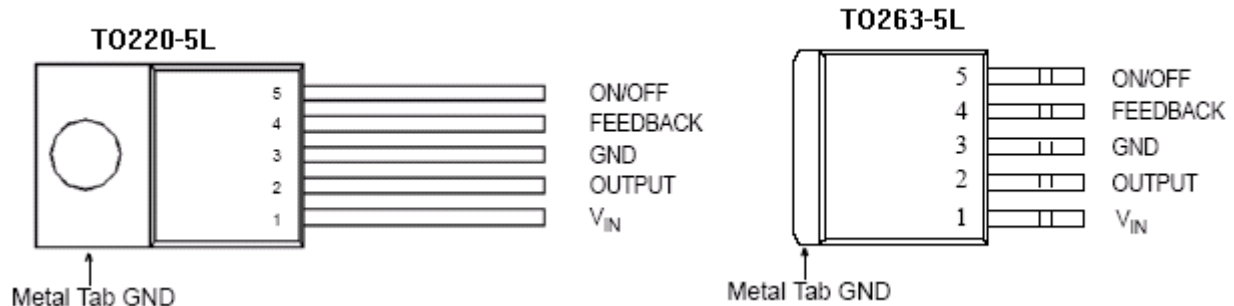 TO220-5L
5 ON/OFF
4 FEEDBACK
3 GND
2 OUTPUT
1 VIN
Metal Tab GND
TO263-5L
5 ON/OFF
4 FEEDBACK
3 GND
2 OUTPUT
1 VIN
Metal Tab GND